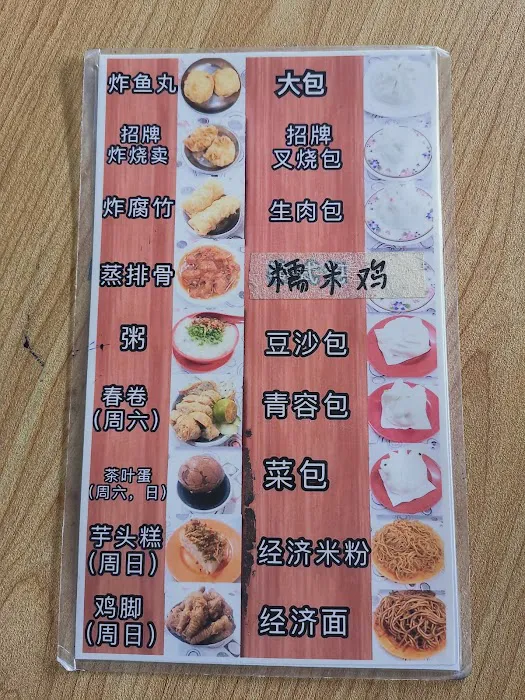 炸鱼丸
招牌
炸烧卖
炸腐竹
蒸排骨
粥
春卷
(周六)
茶叶蛋
(周六, 日)
芋头糕
(周日)
鸡脚
(周日)
大包
招牌
叉烧包
生肉包
糯米鸡
豆沙包
青容包
菜包
经济米粉
经济面